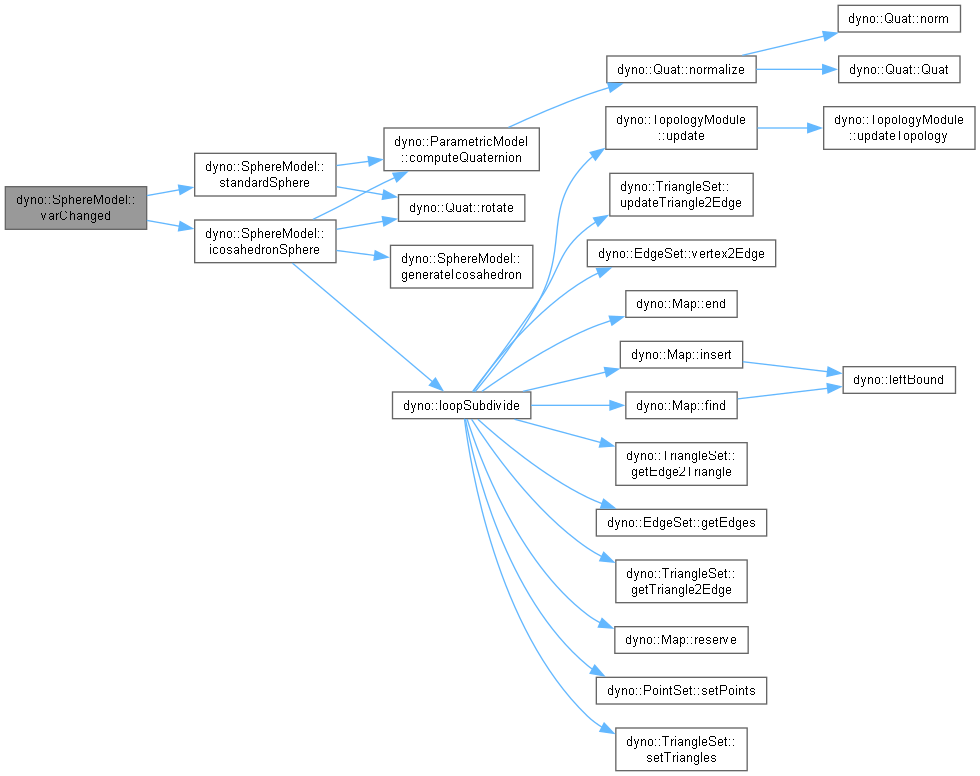 dyno::SphereModel::
varChanged
dyno::SphereModel::
standardSphere
dyno::SphereModel::
icosahedronSphere
dyno::ParametricModel
::computeQuaternion
dyno::Quat::rotate
dyno::SphereModel::
generateIcosahedron
dyno::loopSubdivide
dyno::Quat::normalize
dyno::TopologyModule
::update
dyno::TriangleSet::
updateTriangle2Edge
dyno::EdgeSet::vertex2Edge
dyno::Map::end
dyno::Map::insert
dyno::Map::find
dyno::TriangleSet::
getEdge2Triangle
dyno::EdgeSet::getEdges
dyno::TriangleSet::
getTriangle2Edge
dyno::Map::reserve
dyno::PointSet::setPoints
dyno::TriangleSet::
setTriangles
dyno::Quat::norm
dyno::Quat::Quat
dyno::TopologyModule
::updateTopology
dyno::leftBound